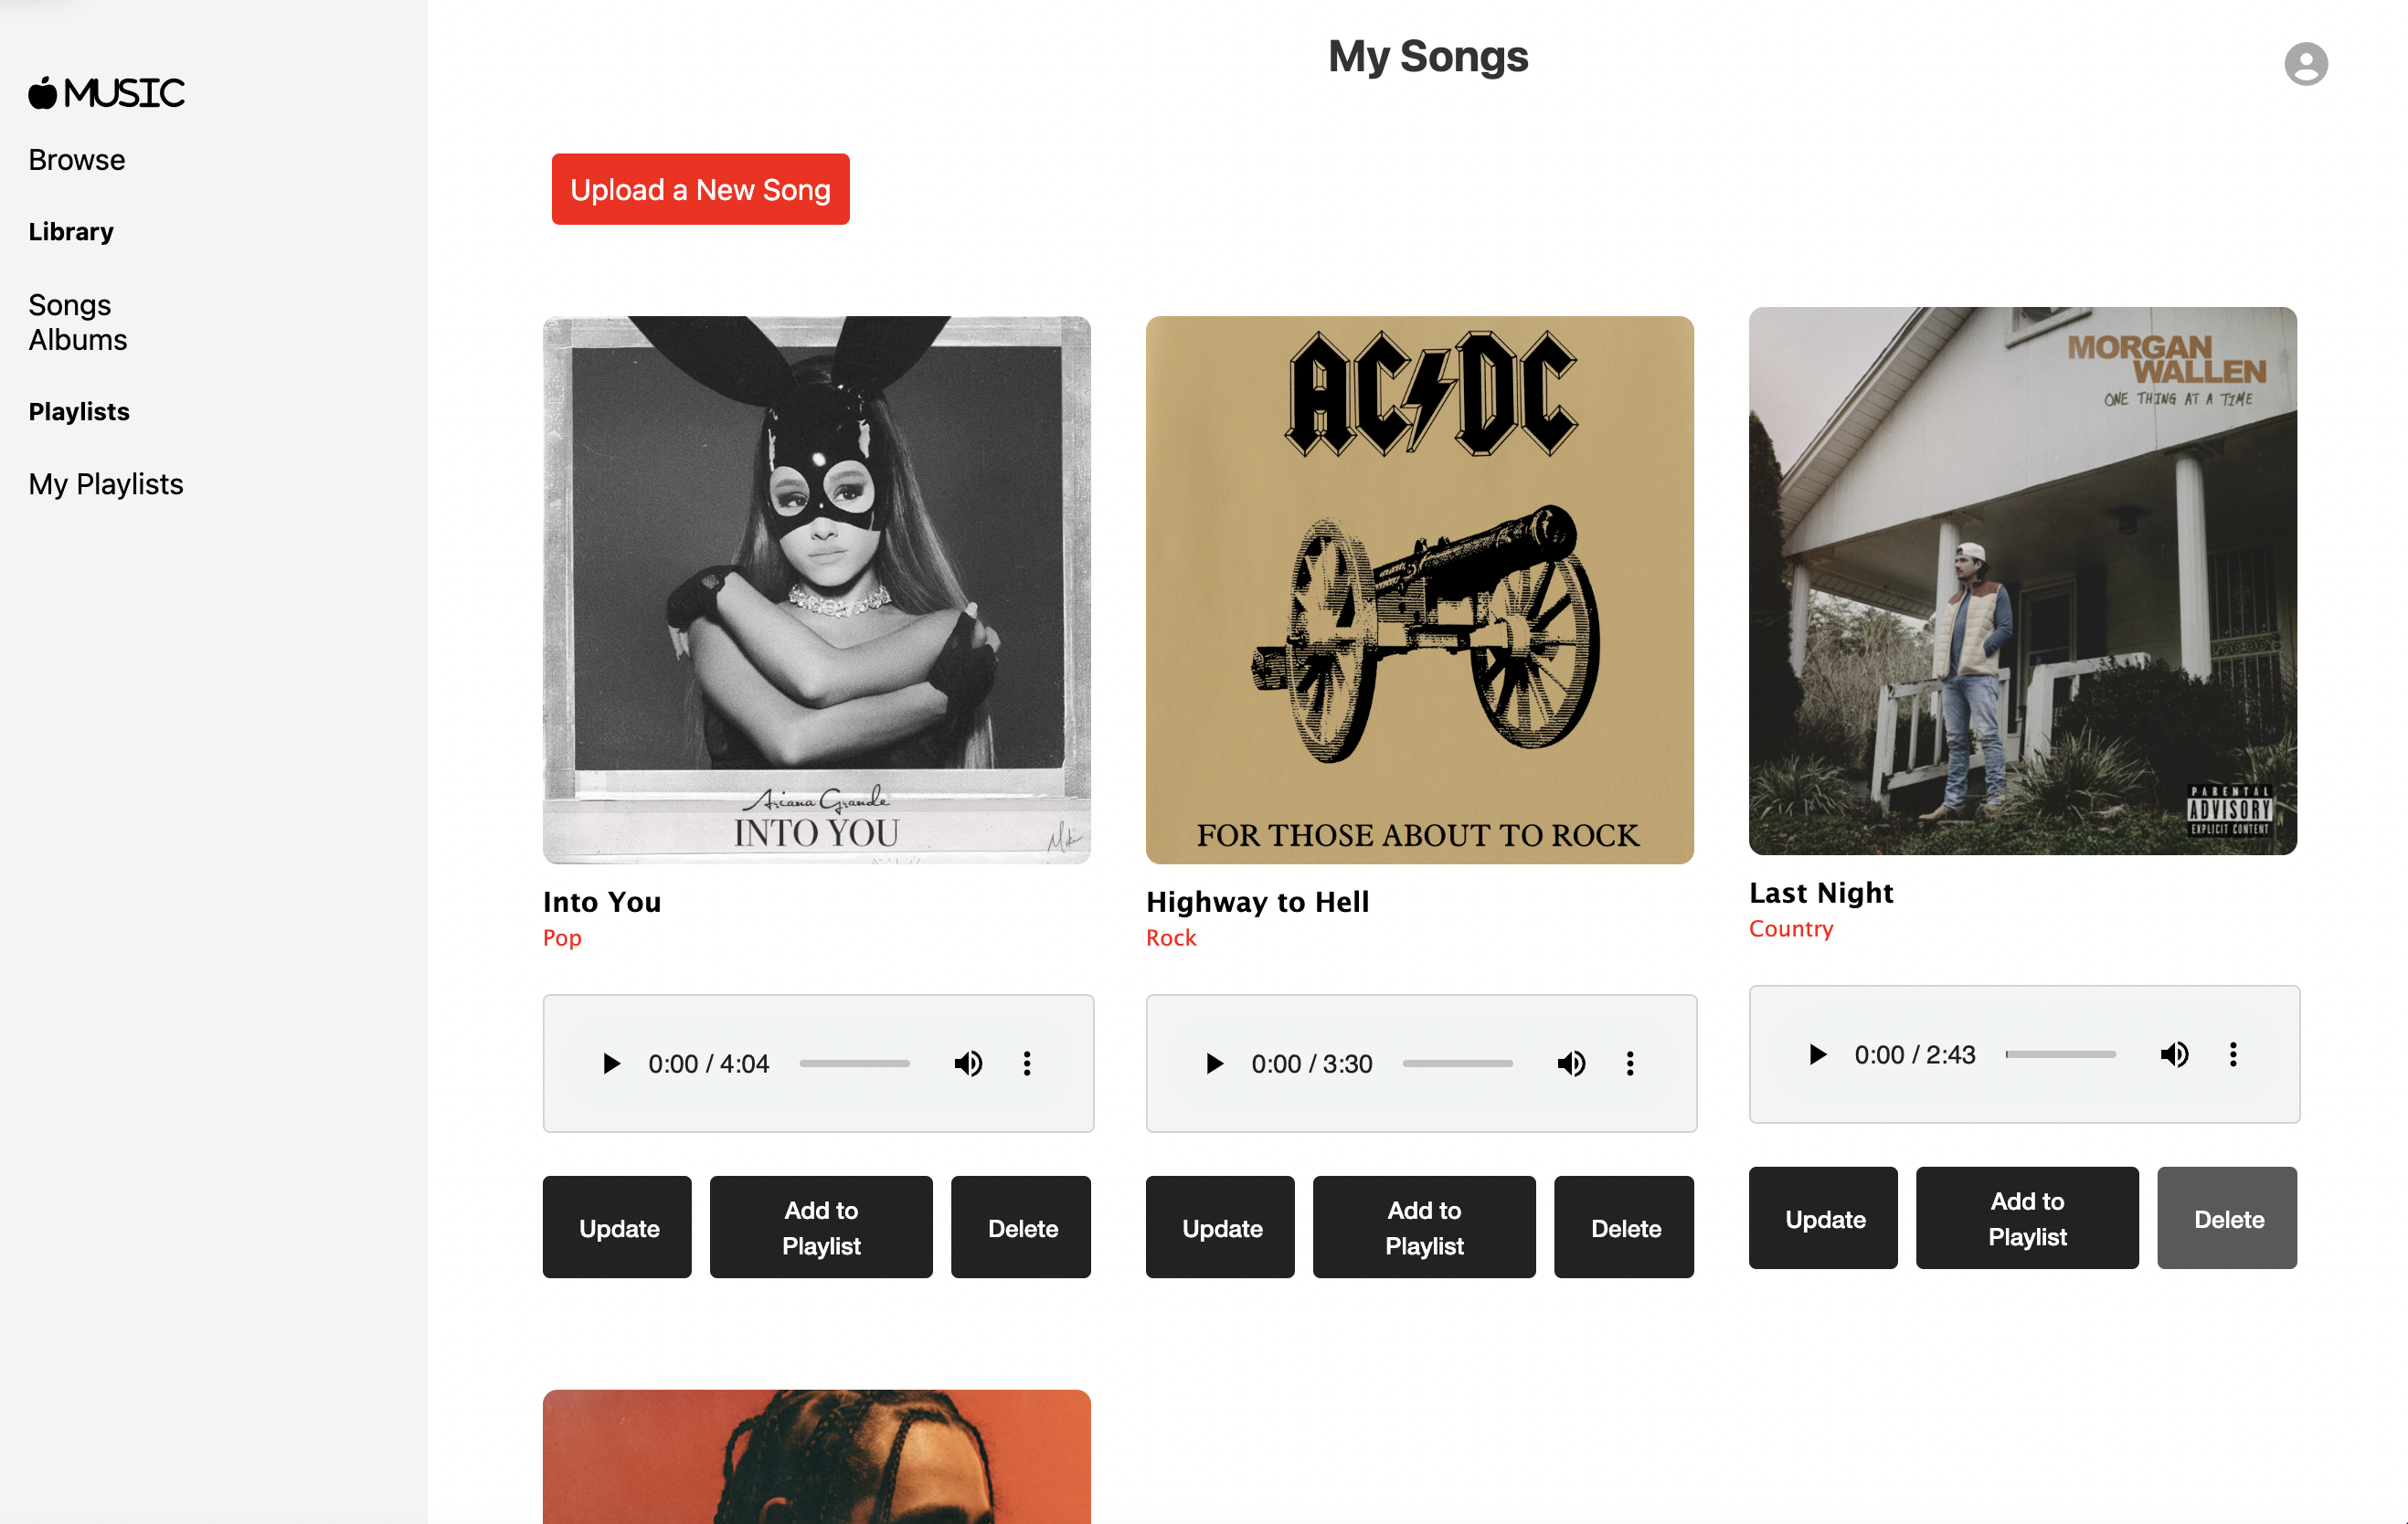 MUSIC
Browse
Library
Songs
Albums
Playlists
My Playlists
My Songs
Upload a New Song
Ariana Grande
INTO YOU
Into You
Pop
0:00 / 4:04
Update
Add to
Playlist
Delete
AC DC
FOR THOSE ABOUT TO ROCK
Highway to Hell
Rock
0:00 / 3:30
Update
Add to
Playlist
Delete
MORGAN
WALLEN
ONE THING AT A TIME
PARENTAL
ADVISORY
EXPLICIT CONTENT
Last Night
Country
0:00 / 2:43
Update
Add to
Playlist
Delete